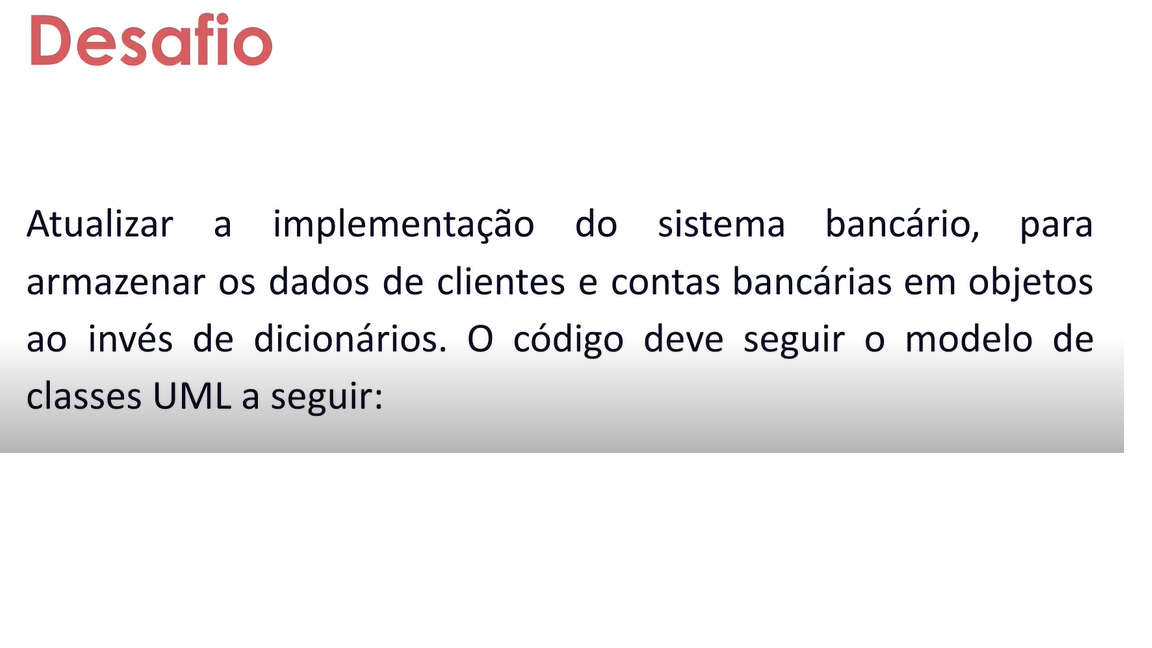 Desafio
Atualizar a implementação do sistema bancário, para
armazenar os dados de clientes e contas bancárias em objetos
ao invés de dicionários. O código deve seguir o modelo de
classes UML a seguir: